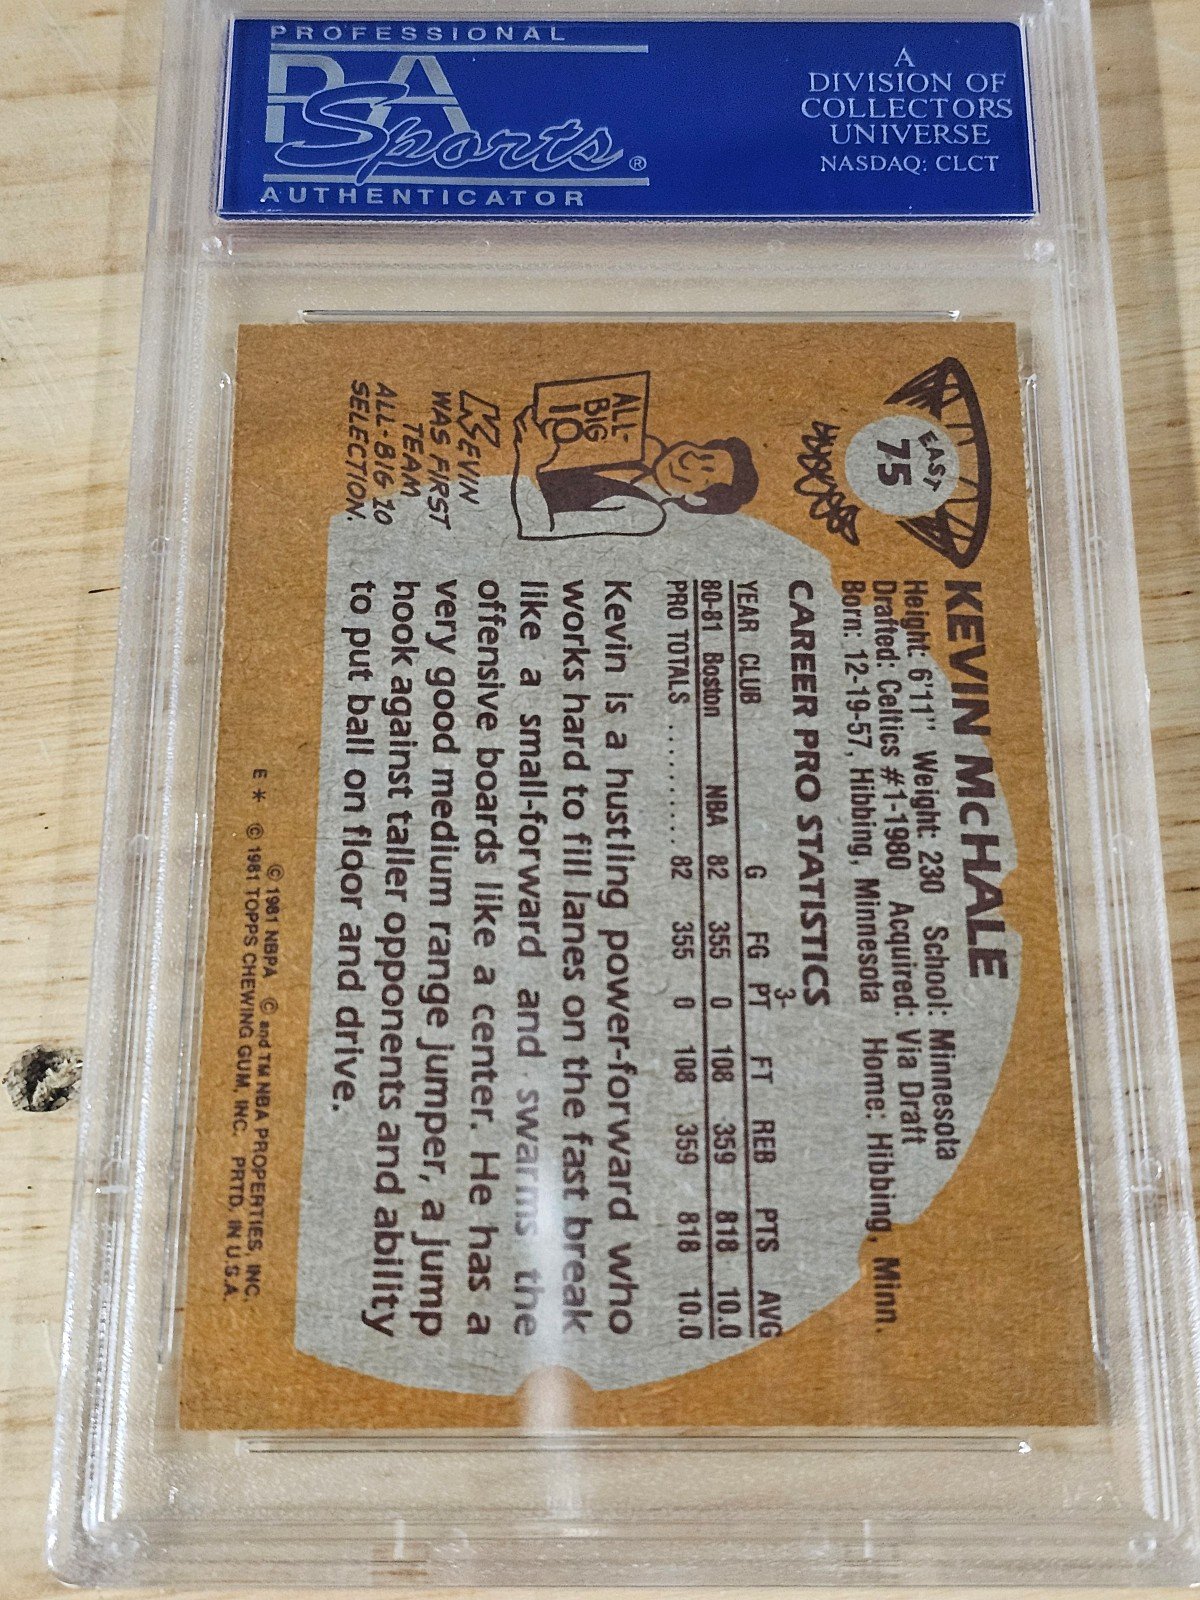 PROFESSIONAL
PSA
Sports®
AUTHENTICATOR
A
DIVISION OF
COLLECTORS
UNIVERSE
NASDAQ: CLCT
EAST
75
KEVIN McHALE
Height: 6'11" Weight: 230 School: Minnesota
Drafted: Celtics #1-1980 Acquired: Via Draft
Born: 12-19-57, Hibbing, Minnesota Home: Hibbing, Minn.
CAREER PRO STATISTICS
YEAR CLUB G FG 3-PT FT REB PTS AVG
80-81 Boston NBA 82 355 0 108 359 818 10.0
PRO TOTALS .......... 82 355 0 108 359 818 10.0
Kevin is a hustling power-forward who
works hard to fill lanes on the fast break
like a small-forward and swarms the
offensive boards like a center. He has a
very good medium range jumper, a jump
hook against taller opponents and ability
to put ball on floor and drive.
ALL-
BIG
10
KEVIN
WAS FIRST
TEAM
ALL-BIG 10
SELECTION.
© 1981 NBPA © and TM NBA PROPERTIES, INC.
E * © 1981 TOPPS CHEWING GUM, INC. PRTD. IN U.S.A.